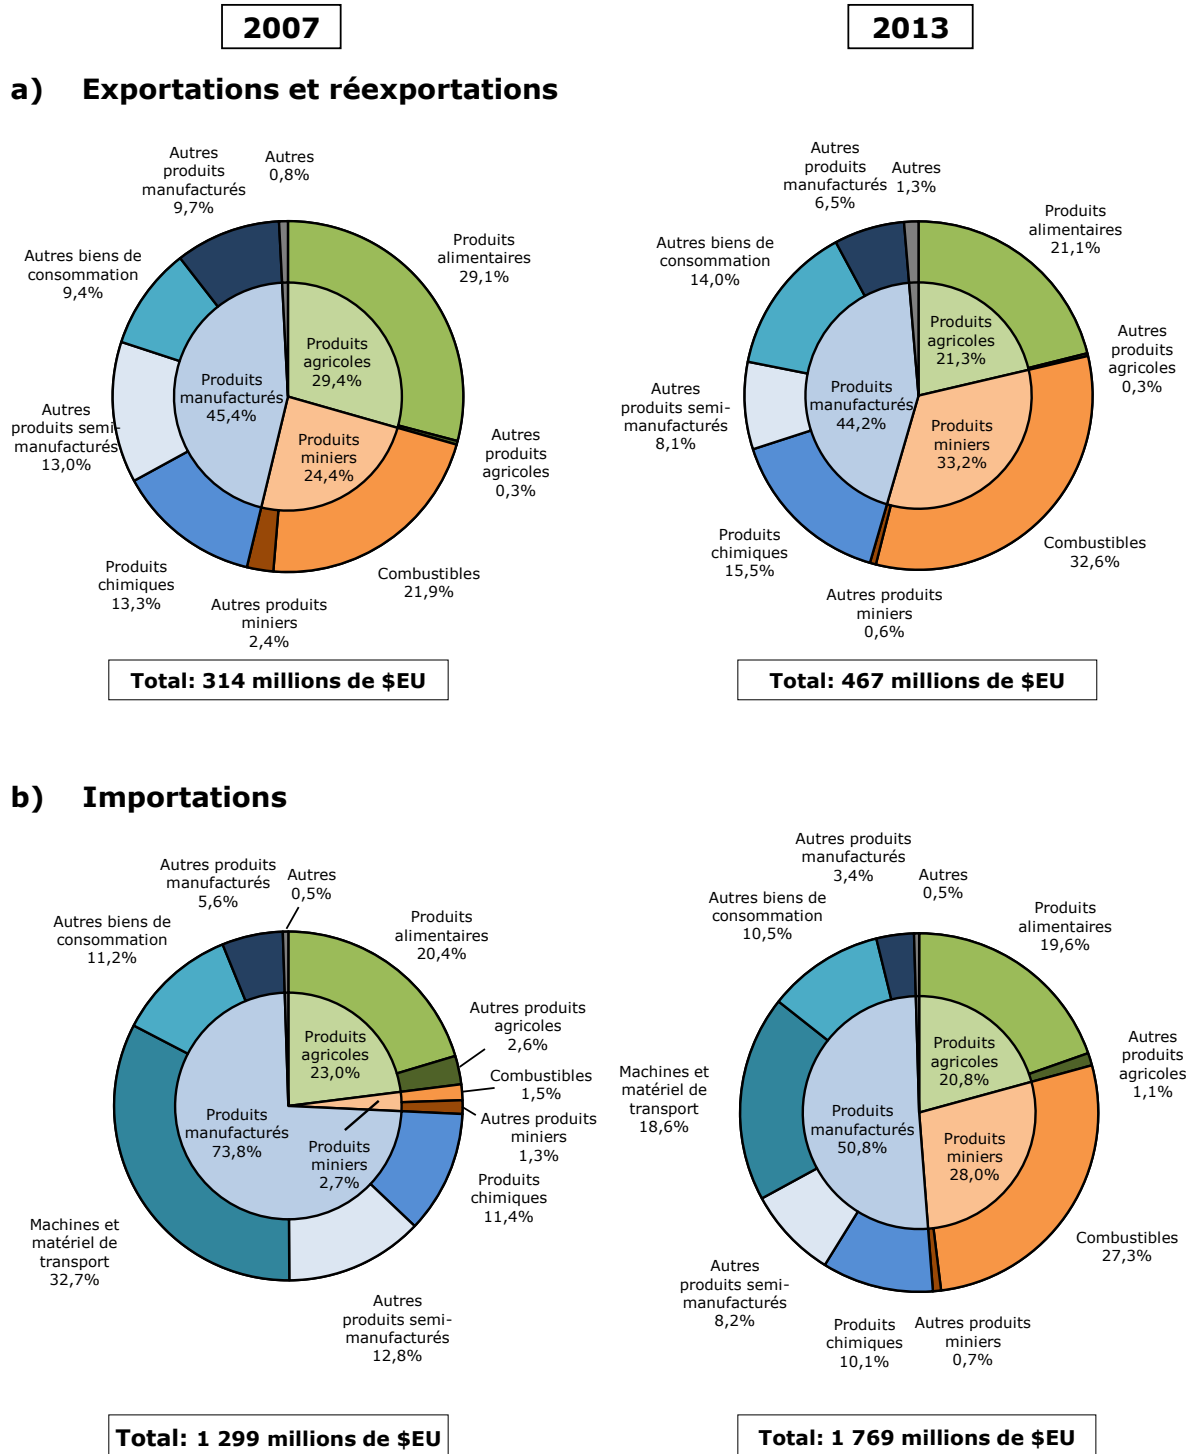 2007
2013
a) Exportations et réexportations
Autres
produits
manufacturés
9,7%
Autres
0,8%
Produits
alimentaires
29,1%
Autres biens de
consommation
9,4%
Produits
agricoles
29,4%
Produits
manufacturés
45,4%
Produits
miniers
24,4%
Autres
produits semi-
manufacturés
13,0%
Autres
produits
agricoles
0,3%
Produits
chimiques
13,3%
Autres produits
miniers
2,4%
Combustibles
21,9%
Total: 314 millions de $EU
Autres
produits
manufacturés
6,5%
Autres
1,3%
Produits
alimentaires
21,1%
Autres biens de
consommation
14,0%
Produits
agricoles
21,3%
Autres
produits
agricoles
0,3%
Autres
produits semi-
manufacturés
8,1%
Produits
manufacturés
44,2%
Produits
miniers
33,2%
Produits
chimiques
15,5%
Autres produits
miniers
0,6%
Combustibles
32,6%
Total: 467 millions de $EU
b) Importations
Autres produits
manufacturés
5,6%
Autres
0,5%
Produits
alimentaires
20,4%
Autres biens de
consommation
11,2%
Autres produits
agricoles
2,6%
Produits
agricoles
23,0%
Combustibles
1,5%
Produits
manufacturés
73,8%
Produits
miniers
2,7%
Autres produits
miniers
1,3%
Produits
chimiques
11,4%
Machines et
matériel de
transport
32,7%
Autres
produits semi-
manufacturés
12,8%
Total: 1 299 millions de $EU
Autres produits
manufacturés
3,4%
Autres
0,5%
Produits
alimentaires
19,6%
Autres biens de
consommation
10,5%
Autres
produits
agricoles
1,1%
Produits
agricoles
20,8%
Machines et
matériel de
transport
18,6%
Produits
manufacturés
50,8%
Produits
miniers
28,0%
Combustibles
27,3%
Autres
produits semi-
manufacturés
8,2%
Produits
chimiques
10,1%
Autres produits
miniers
0,7%
Total: 1 769 millions de $EU